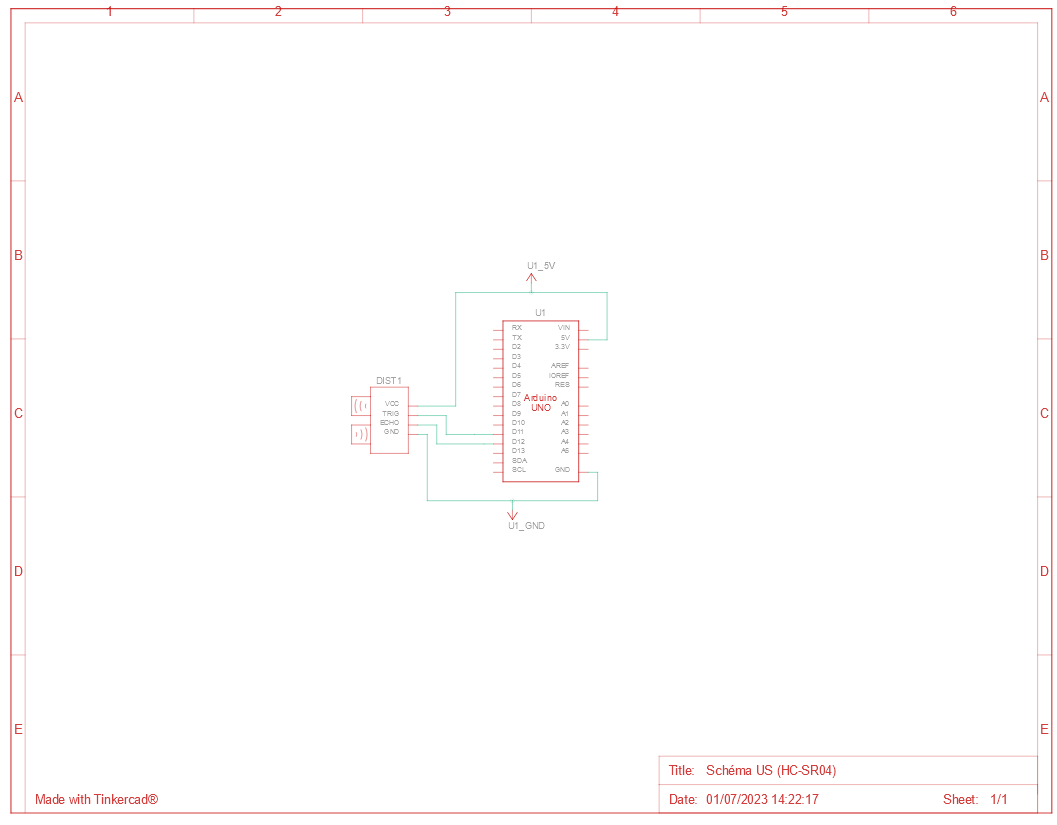 1 2 3 4 5 6
A A
B B
C C
D D
E E
U1_5V
U1
RX VIN
TX 5V
D2 3.3V
D3
D4 AREF
D5 IOREF
D6 RES
D7
Arduino
UNO
D8 A0
D9 A1
D10 A2
D11 A3
D12 A4
D13 A5
SDA
SCL GND
DIST1
VCC
TRIG
ECHO
GND
U1_GND
Title: Schéma US (HC-SR04)
Made with Tinkercad®
Date: 01/07/2023 14:22:17 Sheet: 1/1